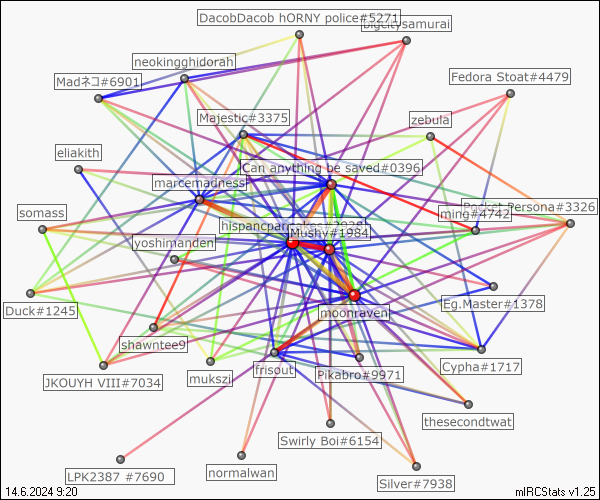 DacobDacob hORNY police#5271
bigcitysamurai
neokingghidorah
Madネコ#6901
Fedora Stoat#4479
Majestic#3375
zebula
eliakith
Can anything be saved#0396
marcemadness
Pocket Persona#3326
somass
ming#4742
Mushy#1984
yoshimanden
Duck#1245
Eg.Master#1378
moonraven
shawntee9
frisout
Pikabro#9971
Cypha#1717
JKOUYH VIII#7034
mukszi
thesecondtwat
Swirly Boi#6154
LPK2387 #7690
normalwan
Silver#7938
14.6.2024 9:20
mIRCStats v1.25